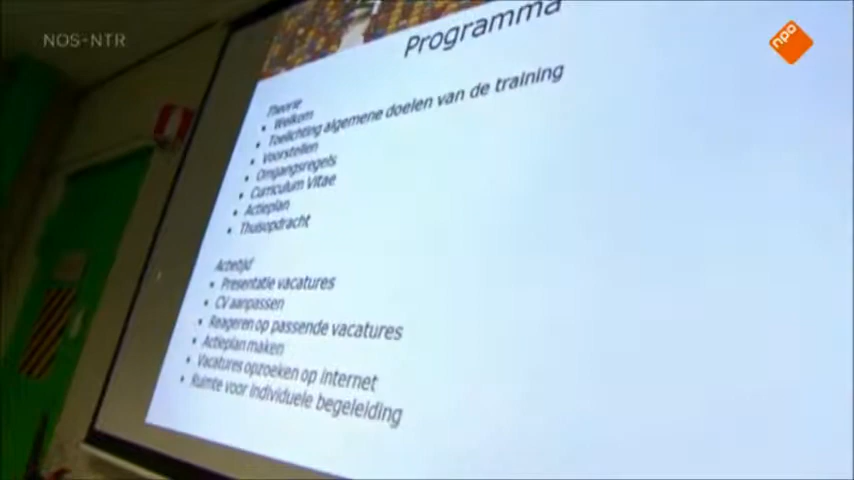 NOS-NTR
npo
Programma
Theorie
• Welkom
• Toelichting algemene doelen van de training
• Voorstellen
• Omgangsregels
• Curriculum Vitae
• Actieplan
• Thuisopdracht
Actietijd
• Presentatie vacatures
• CV aanpassen
• Reageren op passende vacatures
• Actieplan maken
• Vacatures opzoeken op internet
• Ruimte voor individuele begeleiding